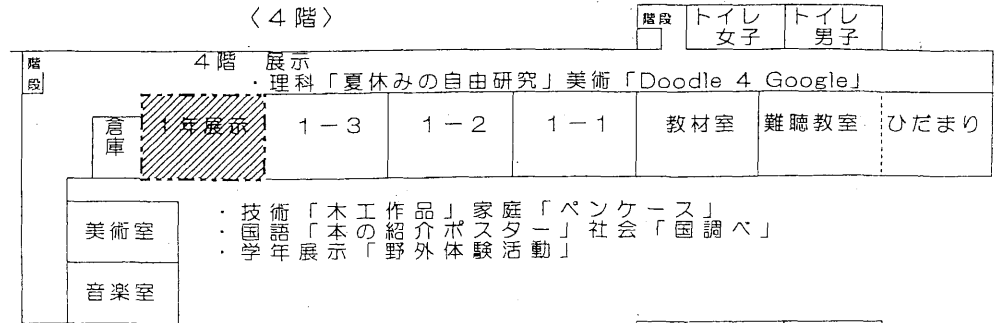 〈4階〉
階段
トイレ
女子
トイレ
男子
階段
4階 展示
・理科「夏休みの自由研究」美術「Doodle 4 Google」
倉庫
1年展示
1-3
1-2
1-1
教材室
難聴教室
ひだまり
美術室
音楽室
・技術「木工作品」家庭「ペンケース」
・国語「本の紹介ポスター」社会「国調べ」
・学年展示「野外体験活動」